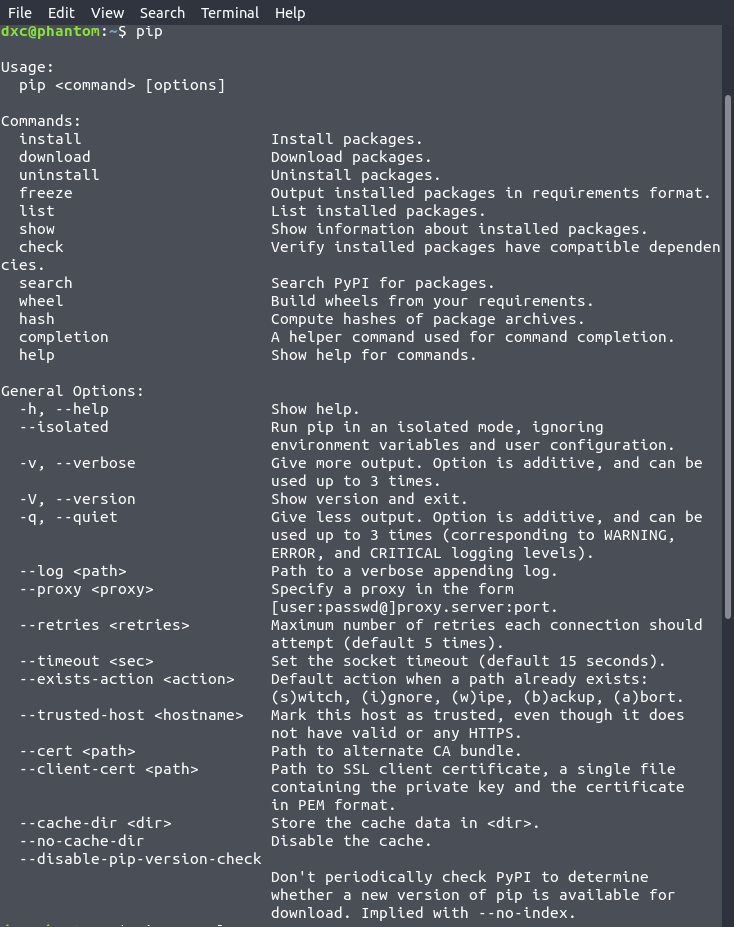 File Edit View Search Terminal Help
dxc@phantom:~$ pip
Usage:
pip <command> [options]
Commands:
install Install packages.
download Download packages.
uninstall Uninstall packages.
freeze Output installed packages in requirements format.
list List installed packages.
show Show information about installed packages.
check Verify installed packages have compatible dependen
cies.
search Search PyPI for packages.
wheel Build wheels from your requirements.
hash Compute hashes of package archives.
completion A helper command used for command completion.
help Show help for commands.
General Options:
-h, --help Show help.
--isolated Run pip in an isolated mode, ignoring
environment variables and user configuration.
-v, --verbose Give more output. Option is additive, and can be
used up to 3 times.
-V, --version Show version and exit.
-q, --quiet Give less output. Option is additive, and can be
used up to 3 times (corresponding to WARNING,
ERROR, and CRITICAL logging levels).
--log <path> Path to a verbose appending log.
--proxy <proxy> Specify a proxy in the form
[user:passwd@]proxy.server:port.
--retries <retries> Maximum number of retries each connection should
attempt (default 5 times).
--timeout <sec> Set the socket timeout (default 15 seconds).
--exists-action <action> Default action when a path already exists:
(s)witch, (i)gnore, (w)ipe, (b)ackup, (a)bort.
--trusted-host <hostname> Mark this host as trusted, even though it does
not have valid or any HTTPS.
--cert <path> Path to alternate CA bundle.
--client-cert <path> Path to SSL client certificate, a single file
containing the private key and the certificate
in PEM format.
--cache-dir <dir> Store the cache data in <dir>.
--no-cache-dir Disable the cache.
--disable-pip-version-check
Don't periodically check PyPI to determine
whether a new version of pip is available for
download. Implied with --no-index.